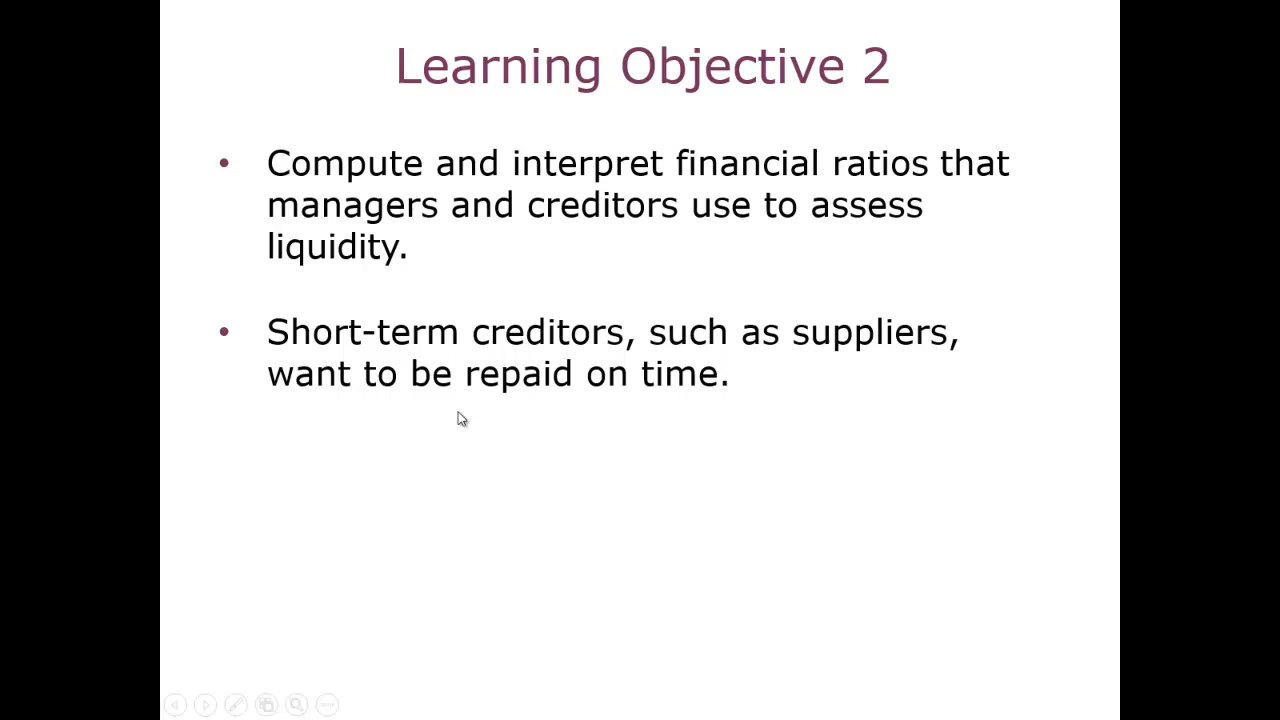 Learning Objective 2
• Compute and interpret financial ratios that
managers and creditors use to assess
liquidity.
• Short-term creditors, such as suppliers,
want to be repaid on time.